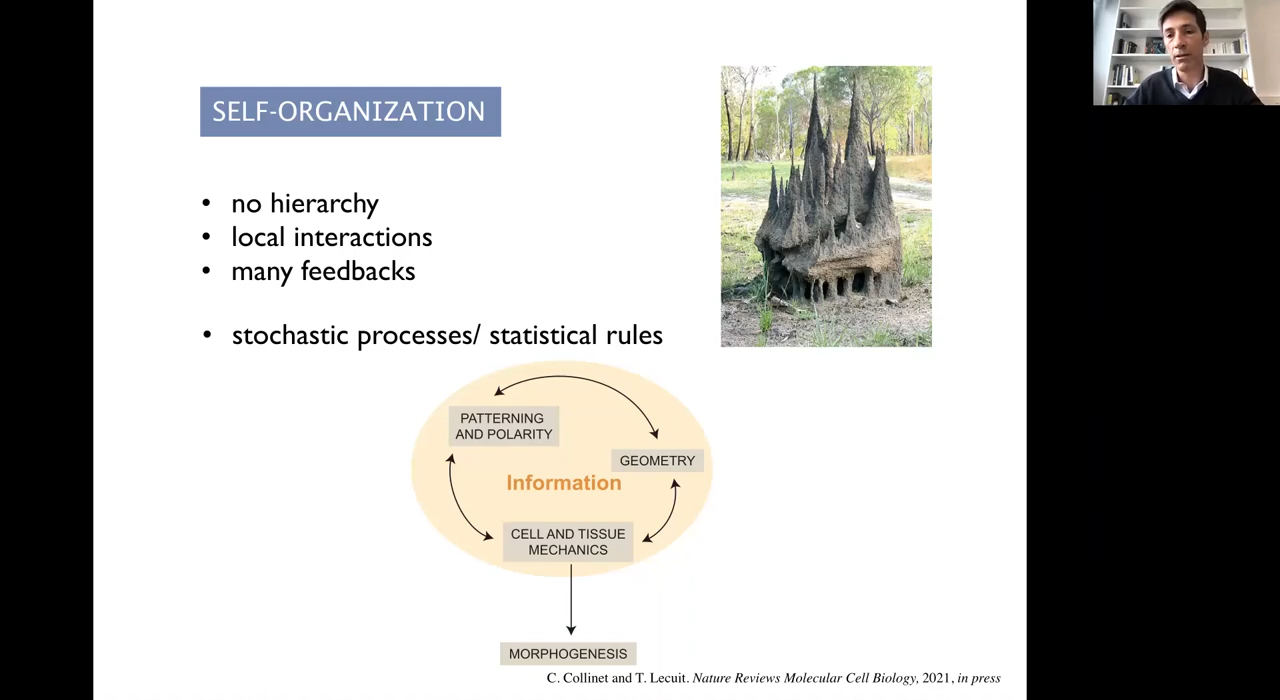 SELF-ORGANIZATION
• no hierarchy
• local interactions
• many feedbacks
• stochastic processes/ statistical rules
PATTERNING
AND POLARITY
GEOMETRY
Information
CELL AND TISSUE
MECHANICS
MORPHOGENESIS
C. Collinet and T. Lecuit. Nature Reviews Molecular Cell Biology, 2021, in press